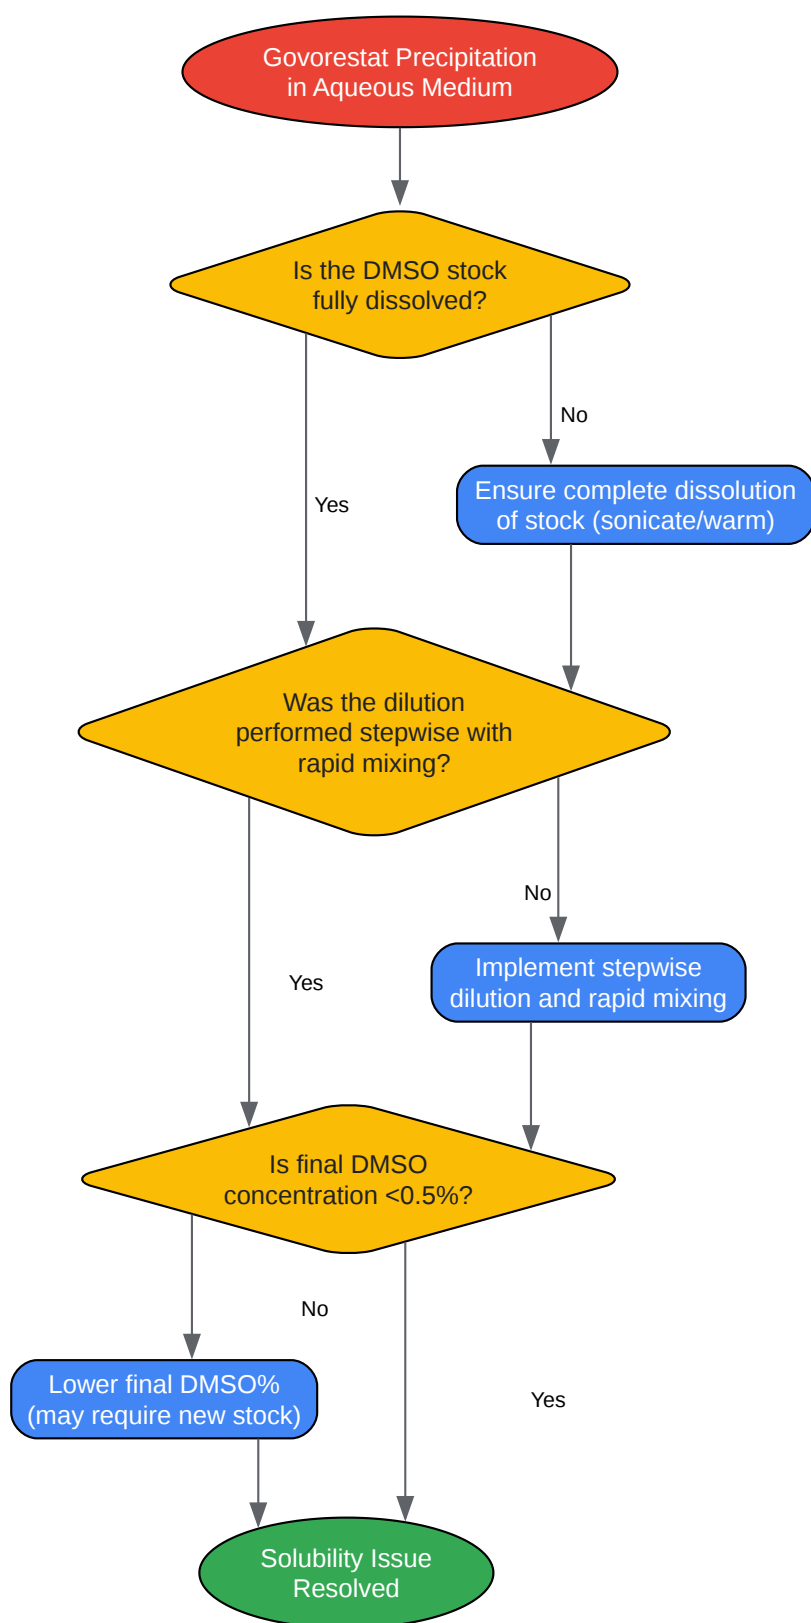 Govorestat Precipitation
in Aqueous Medium
Is the DMSO stock
fully dissolved?
No
Yes
Ensure complete dissolution
of stock (sonicate/warm)
Was the dilution
performed stepwise with
rapid mixing?
No
Yes
Implement stepwise
dilution and rapid mixing
Is final DMSO
concentration <0.5%?
No
Yes
Lower final DMSO%
(may require new stock)
Solubility Issue
Resolved